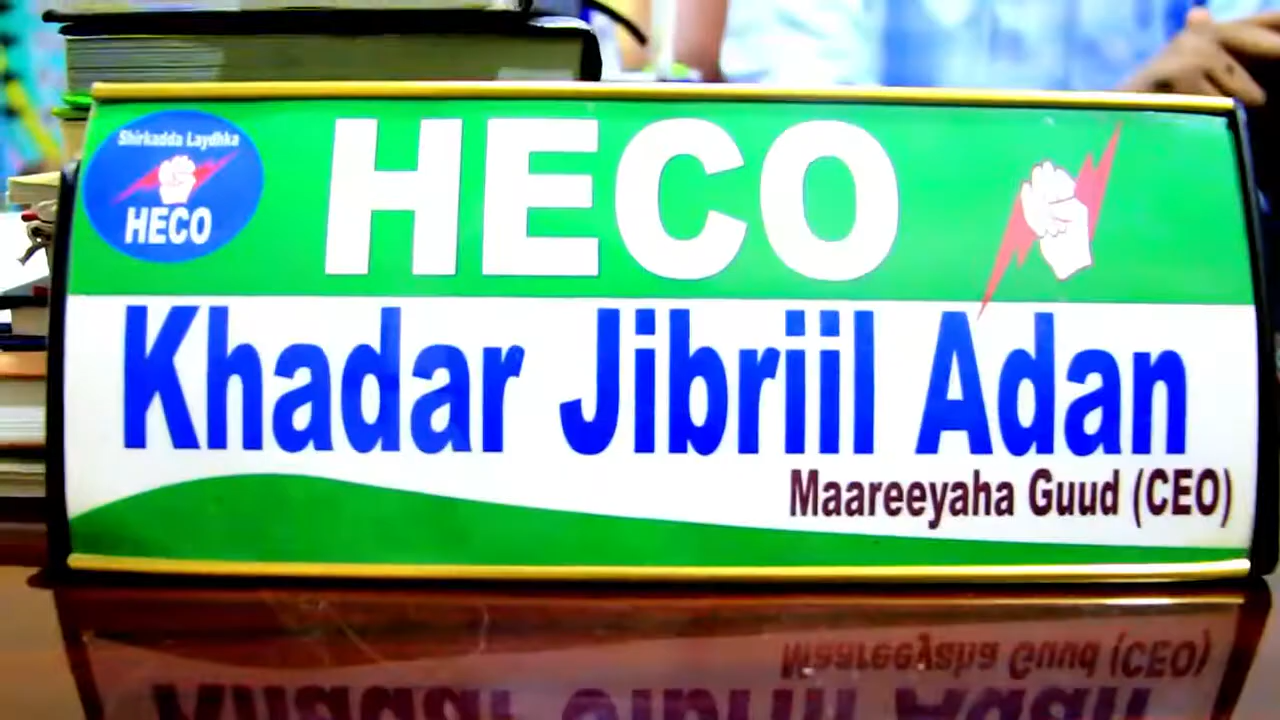 Shirkadda Laydhka
HECO
HECO
Khadar Jibriil Adan
Maareeyaha Guud (CEO)